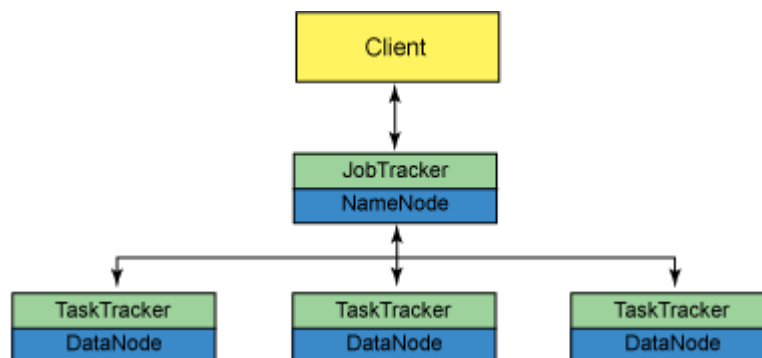 Client
JobTracker
NameNode
TaskTracker
DataNode
TaskTracker
DataNode
TaskTracker
DataNode